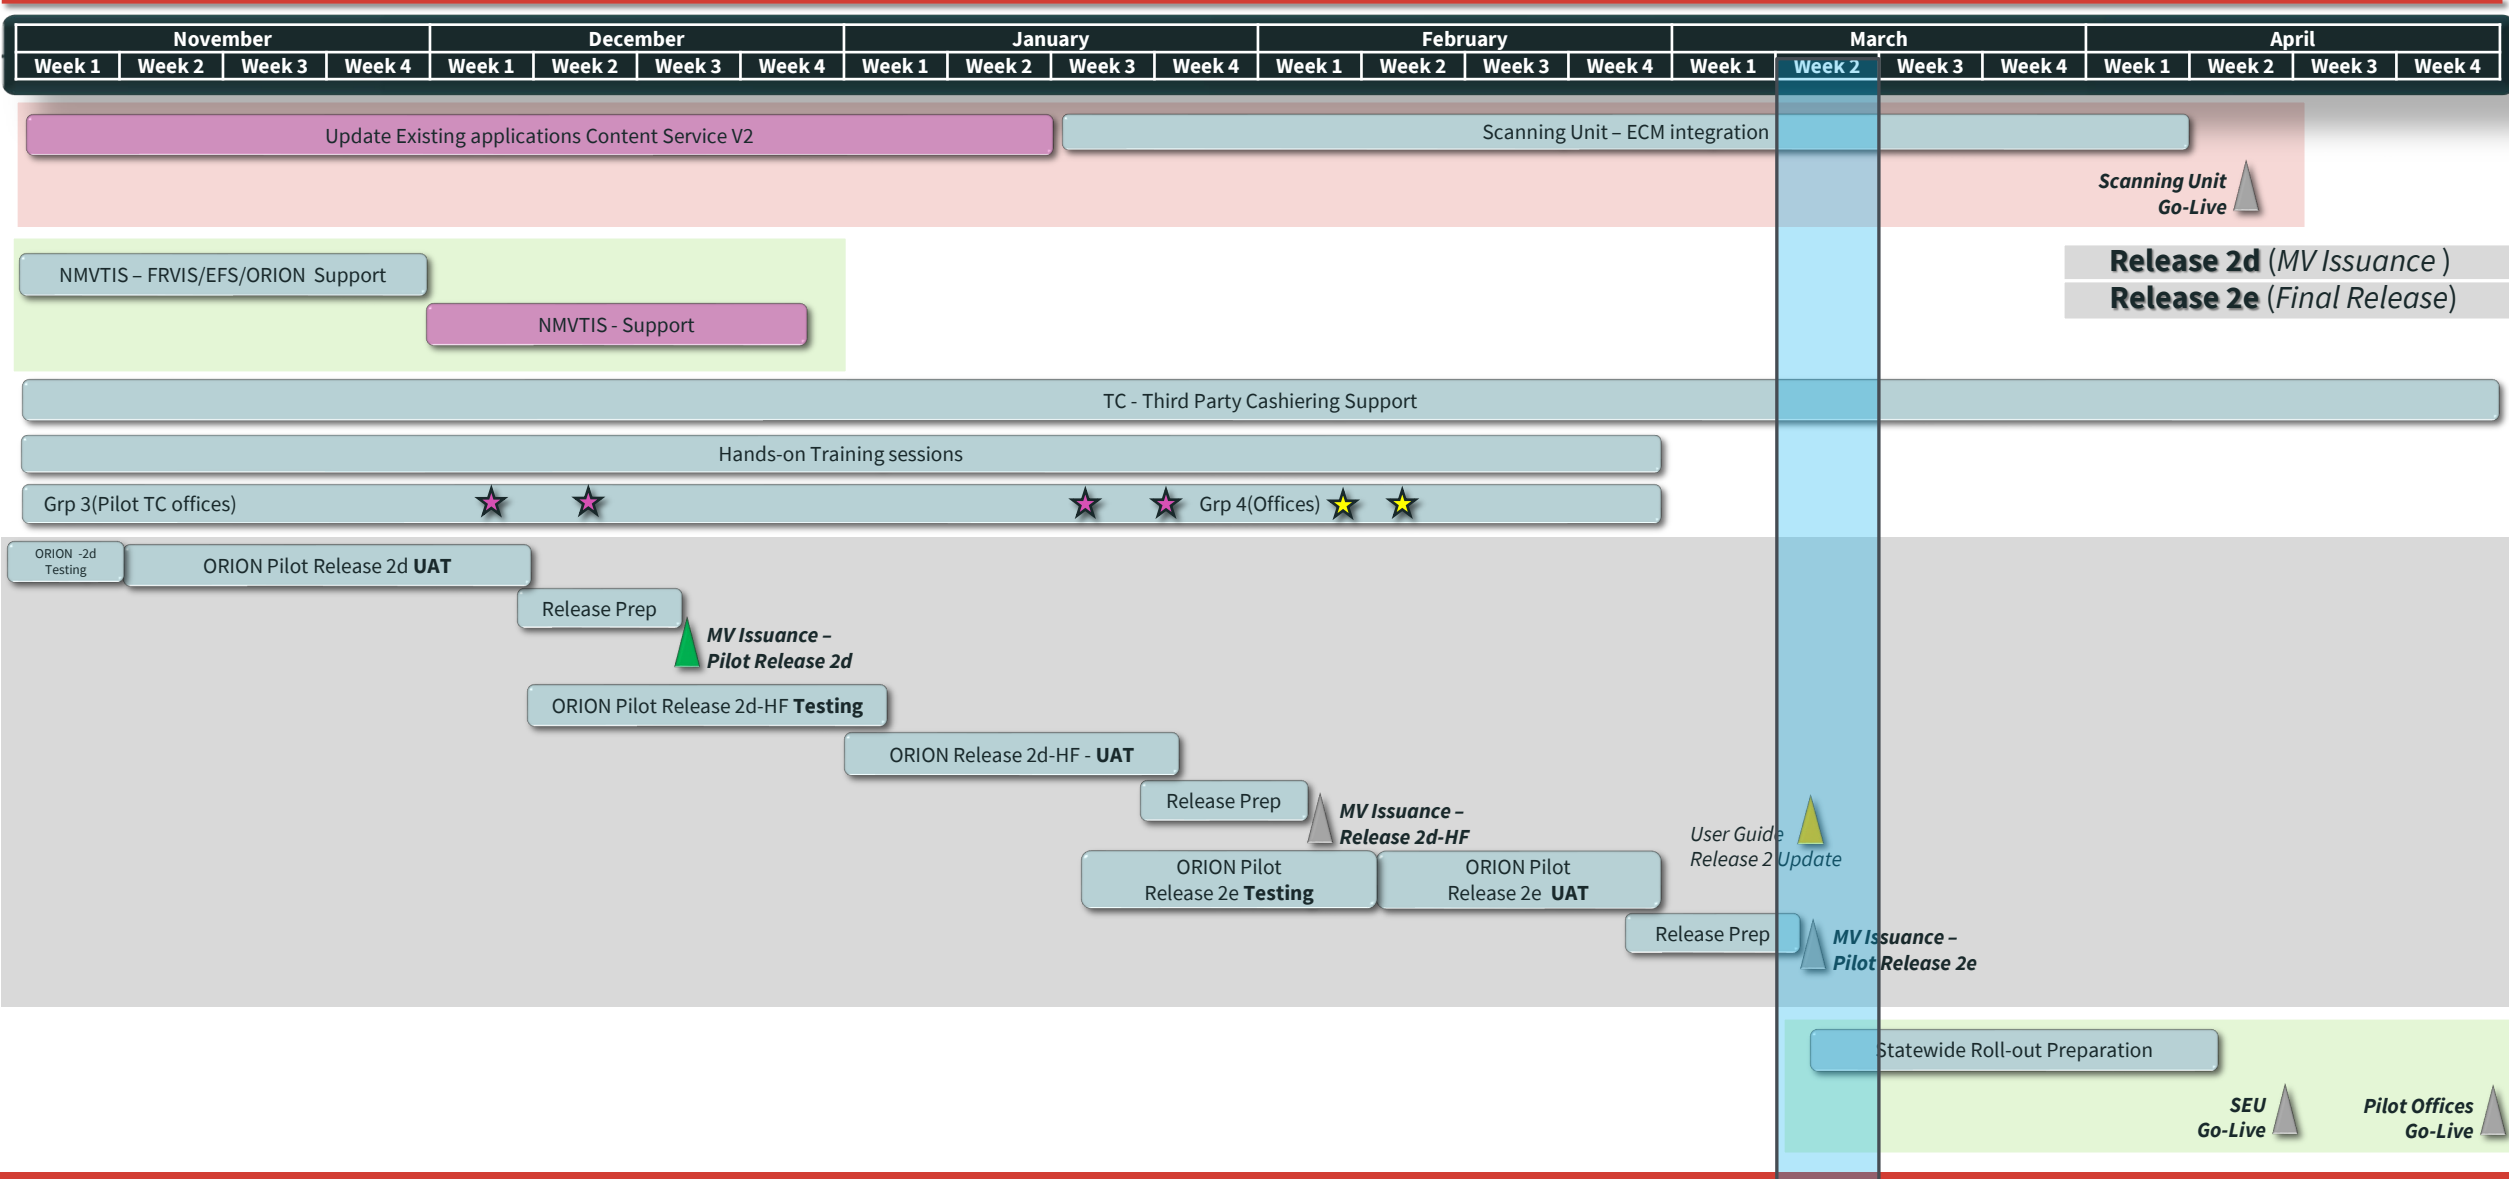 November December January February March April
Week 1 Week 2 Week 3 Week 4 Week 1 Week 2 Week 3 Week 4 Week 1 Week 2 Week 3 Week 4 Week 1 Week 2 Week 3 Week 4 Week 1 Week 2 Week 3 Week 4 Week 1 Week 2 Week 3 Week 4
Update Existing applications Content Service V2
Scanning Unit – ECM integration
Scanning Unit
Go-Live
NMVTIS – FRVIS/EFS/ORION Support
Release 2d (MV Issuance )
Release 2e (Final Release)
NMVTIS - Support
TC - Third Party Cashiering Support
Hands-on Training sessions
Grp 3(Pilot TC offices)
Grp 4(Offices)
ORION -2d
Testing
ORION Pilot Release 2d UAT
Release Prep
MV Issuance –
Pilot Release 2d
ORION Pilot Release 2d-HF Testing
ORION Release 2d-HF - UAT
Release Prep
MV Issuance –
Release 2d-HF
User Guide
Release 2 Update
ORION Pilot
Release 2e Testing
ORION Pilot
Release 2e UAT
Release Prep
MV Issuance –
Pilot Release 2e
Statewide Roll-out Preparation
SEU
Go-Live
Pilot Offices
Go-Live